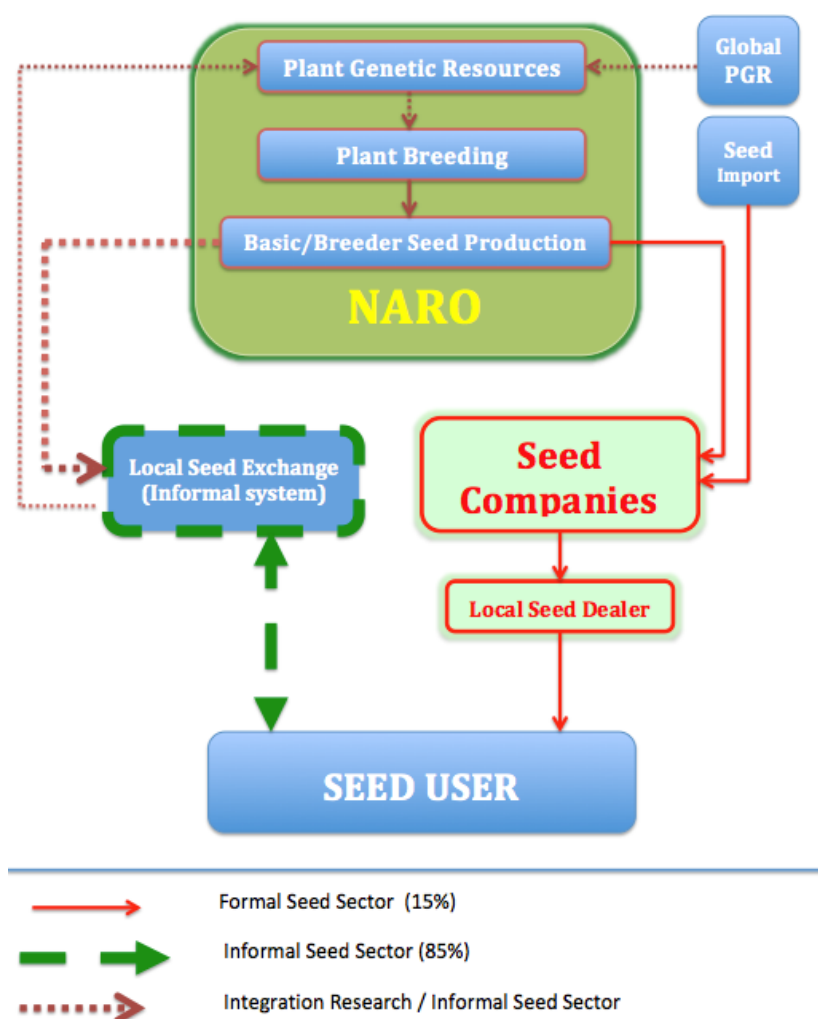 Plant Genetic Resources
Global
PGR
Plant Breeding
Seed
Import
Basic/Breeder Seed Production
NARO
Local Seed Exchange
(Informal system)
Seed
Companies
Local Seed Dealer
SEED USER
Formal Seed Sector (15%)
Informal Seed Sector (85%)
Integration Research / Informal Seed Sector